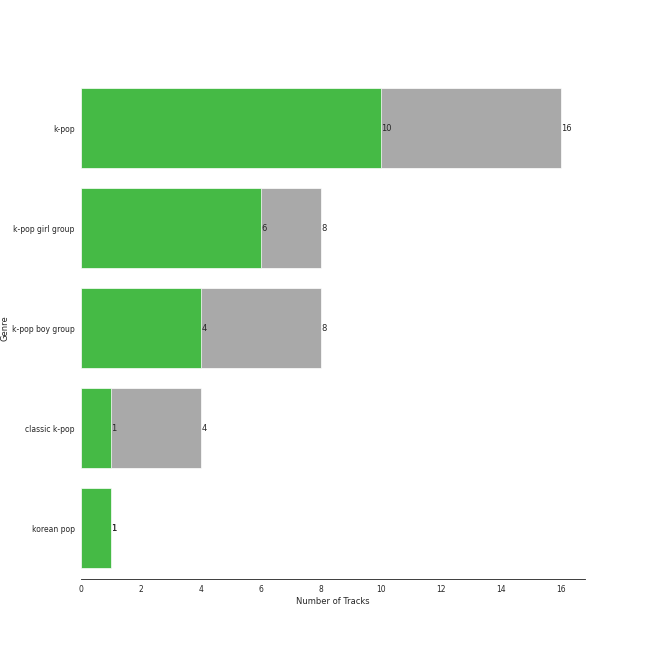 k-pop
10
16
k-pop girl group
6
8
k-pop boy group
4
8
classic k-pop
1
4
korean pop
1
Genre
0 2 4 6 8 10 12 14 16
Number of Tracks